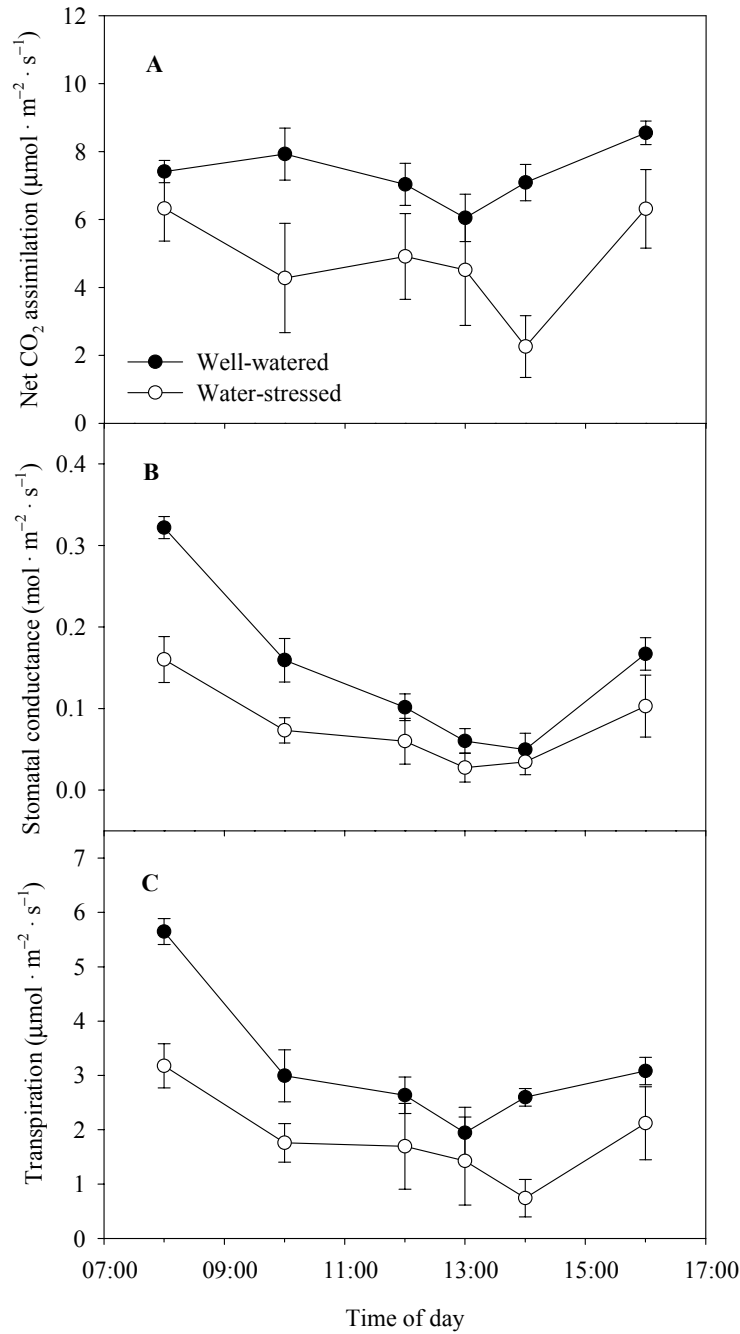 12
A
10
8
6
4
2
0
Net CO₂ assimilation (μmol · m⁻² · s⁻¹)
Well-watered
Water-stressed
B
0.4
0.3
0.2
0.1
0.0
Stomatal conductance (mol · m⁻² · s⁻¹)
C
7
6
5
4
3
2
1
0
Transpiration (μmol · m⁻² · s⁻¹)
07:00 09:00 11:00 13:00 15:00 17:00
Time of day